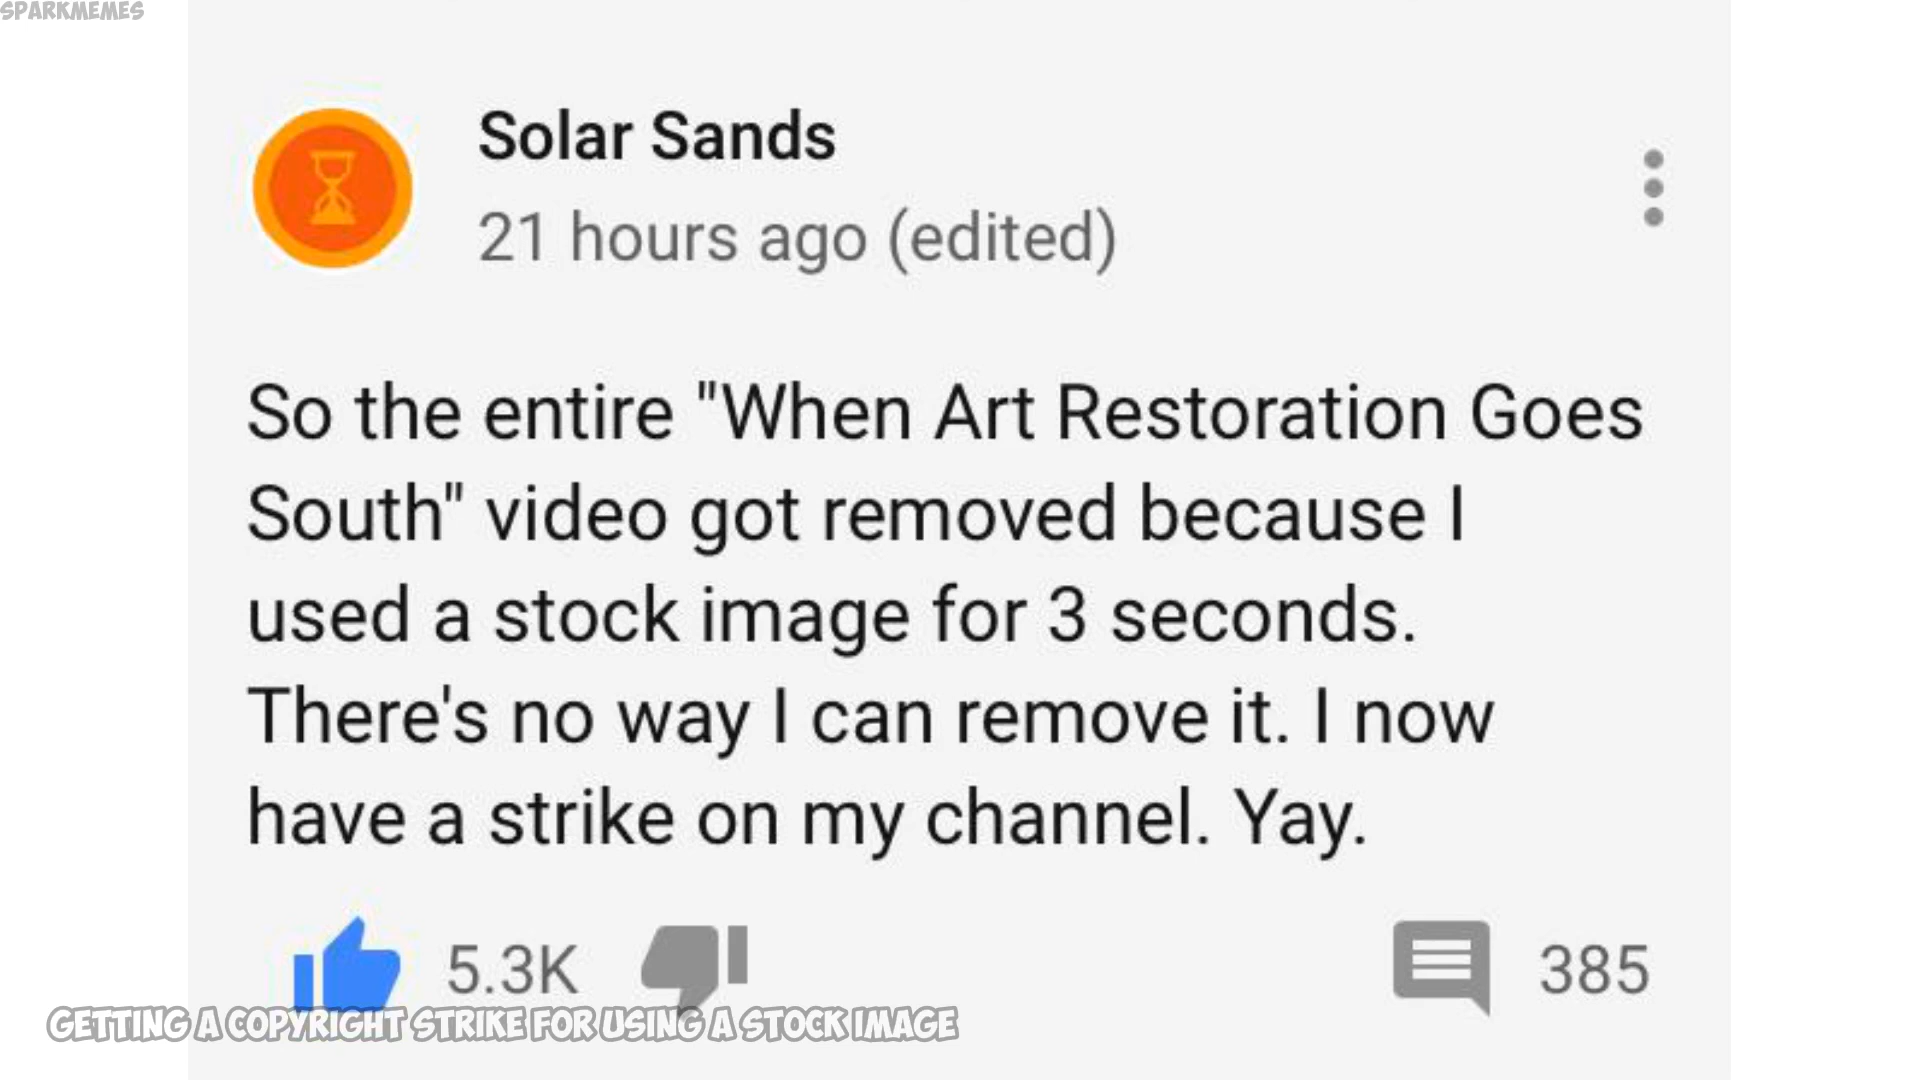 SPARKMEMES
Solar Sands
21 hours ago (edited)
So the entire "When Art Restoration Goes
South" video got removed because I
used a stock image for 3 seconds.
There's no way I can remove it. I now
have a strike on my channel. Yay.
5.3K
385
GETTING A COPYRIGHT STRIKE FOR USING A STOCK IMAGE